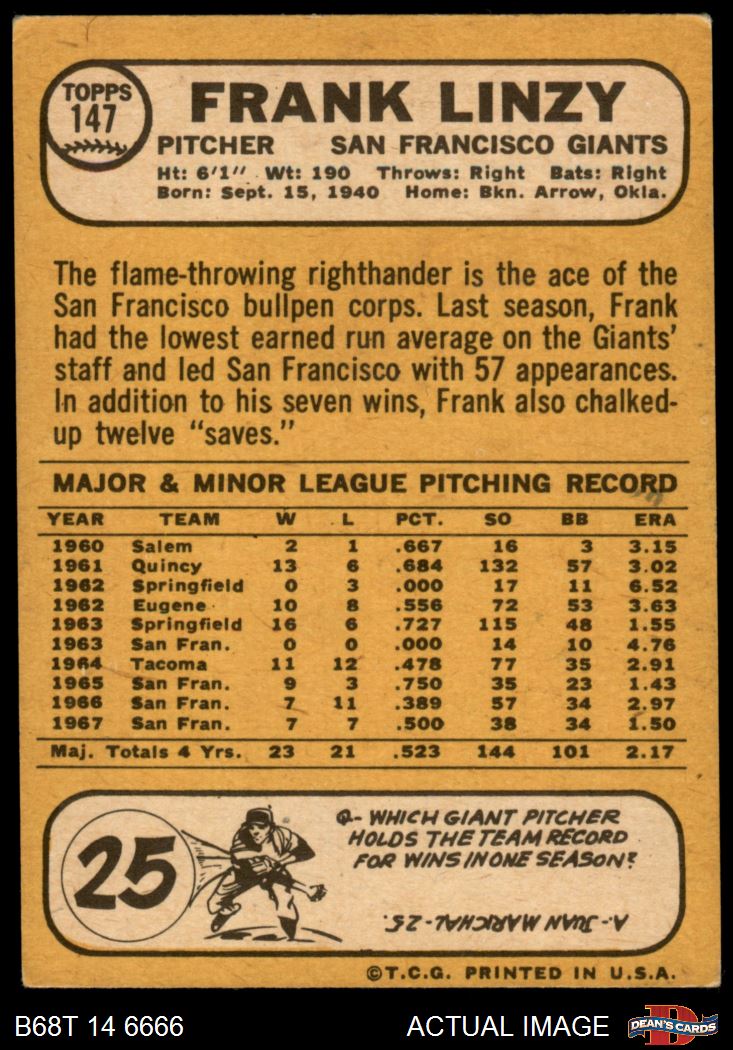 TOPPS
147
FRANK LINZY
PITCHER SAN FRANCISCO GIANTS
Ht: 6'1" Wt: 190 Throws: Right Bats: Right
Born: Sept. 15, 1940 Home: Bkn. Arrow, Okla.
The flame-throwing righthander is the ace of the
San Francisco bullpen corps. Last season, Frank
had the lowest earned run average on the Giants'
staff and led San Francisco with 57 appearances.
In addition to his seven wins, Frank also chalked-
up twelve "saves."
MAJOR & MINOR LEAGUE PITCHING RECORD
YEAR TEAM W L PCT. SO BB ERA
1960 Salem 2 1 .667 16 3 3.15
1961 Quincy 13 6 .684 132 57 3.02
1962 Springfield 0 3 .000 17 11 6.52
1962 Eugene 10 8 .556 72 53 3.63
1963 Springfield 16 6 .727 115 48 1.55
1963 San Fran. 0 0 .000 14 10 4.76
1964 Tacoma 11 12 .478 77 35 2.91
1965 San Fran. 9 3 .750 35 23 1.43
1966 San Fran. 7 11 .389 57 34 2.97
1967 San Fran. 7 7 .500 38 34 1.50
Maj. Totals 4 Yrs. 23 21 .523 144 101 2.17
25
Q- WHICH GIANT PITCHER
HOLDS THE TEAM RECORD
FOR WINS IN ONE SEASON?
A- JUAN MARICHAL - 25.
©T.C.G. PRINTED IN U.S.A.
B68T 14 6666 ACTUAL IMAGE
D
DEAN'S CARDS